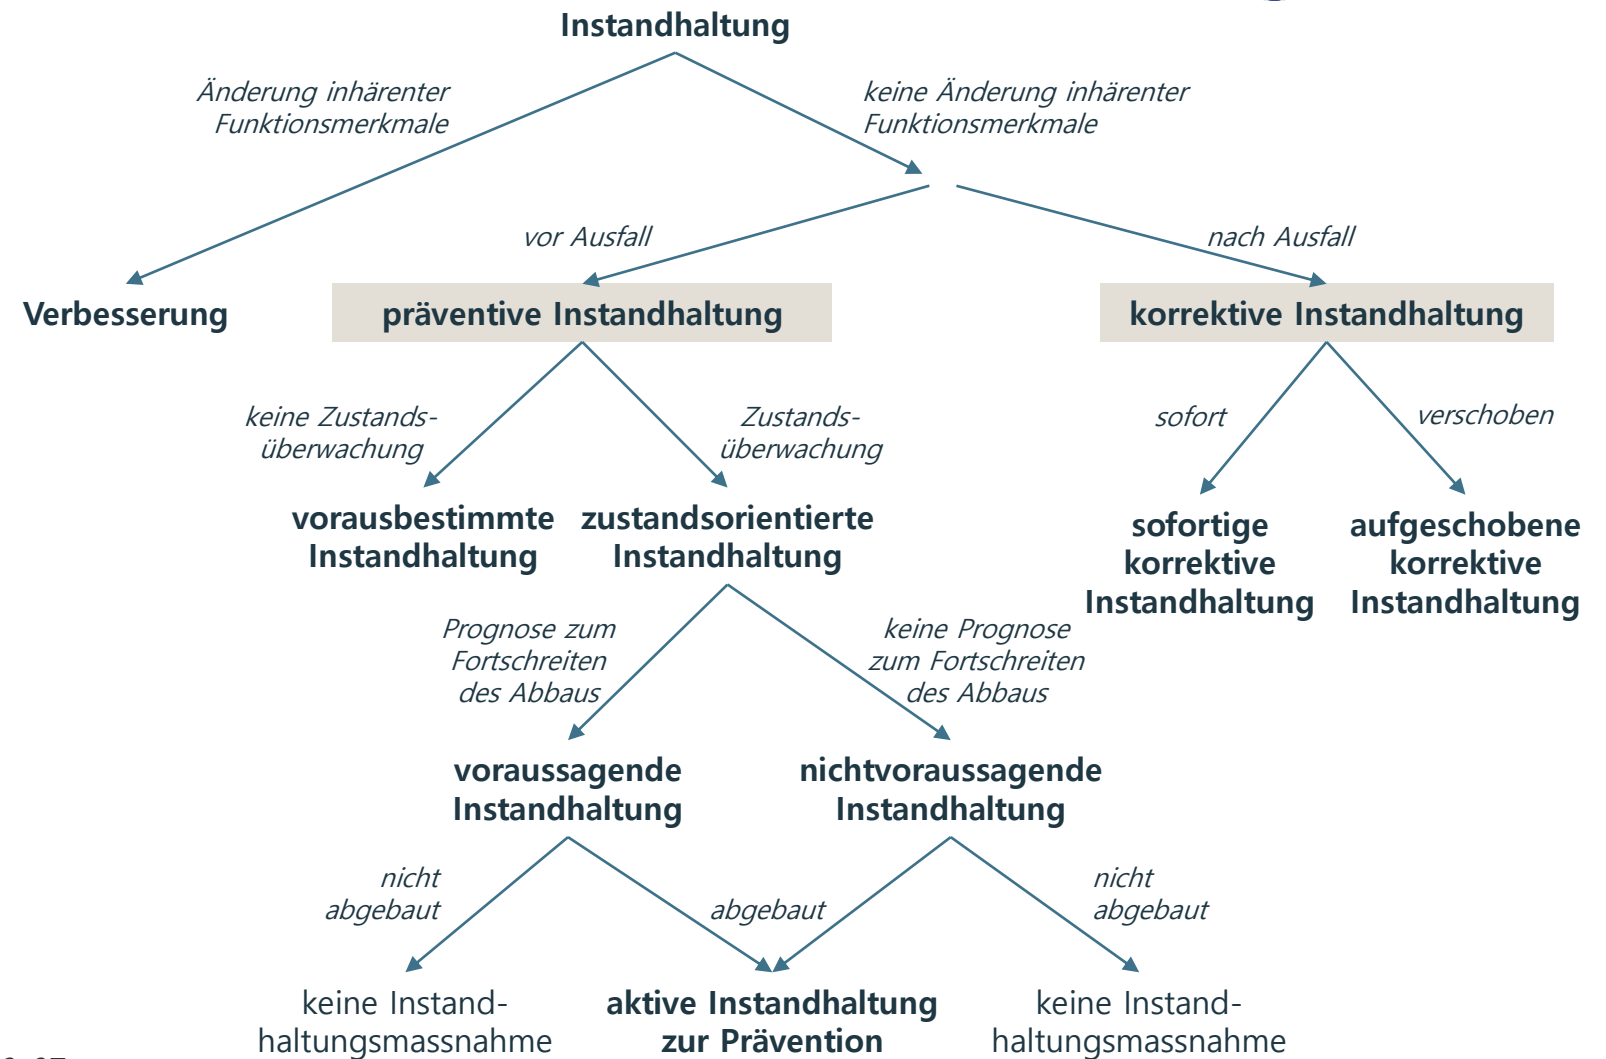 Instandhaltung
Änderung inhärenter
Funktionsmerkmale
keine Änderung inhärenter
Funktionsmerkmale
vor Ausfall
nach Ausfall
Verbesserung
präventive Instandhaltung
korrektive Instandhaltung
keine Zustands-
überwachung
Zustands-
überwachung
sofort
verschoben
vorausbestimmte
Instandhaltung
zustandsorientierte
Instandhaltung
sofortige
korrektive
Instandhaltung
aufgeschobene
korrektive
Instandhaltung
Prognose zum
Fortschreiten
des Abbaus
keine Prognose
zum Fortschreiten
des Abbaus
voraussagende
Instandhaltung
nichtvoraussagende
Instandhaltung
nicht
abgebaut
abgebaut
nicht
abgebaut
keine Instand-
haltungsmassnahme
aktive Instandhaltung
zur Prävention
keine Instand-
haltungsmassnahme